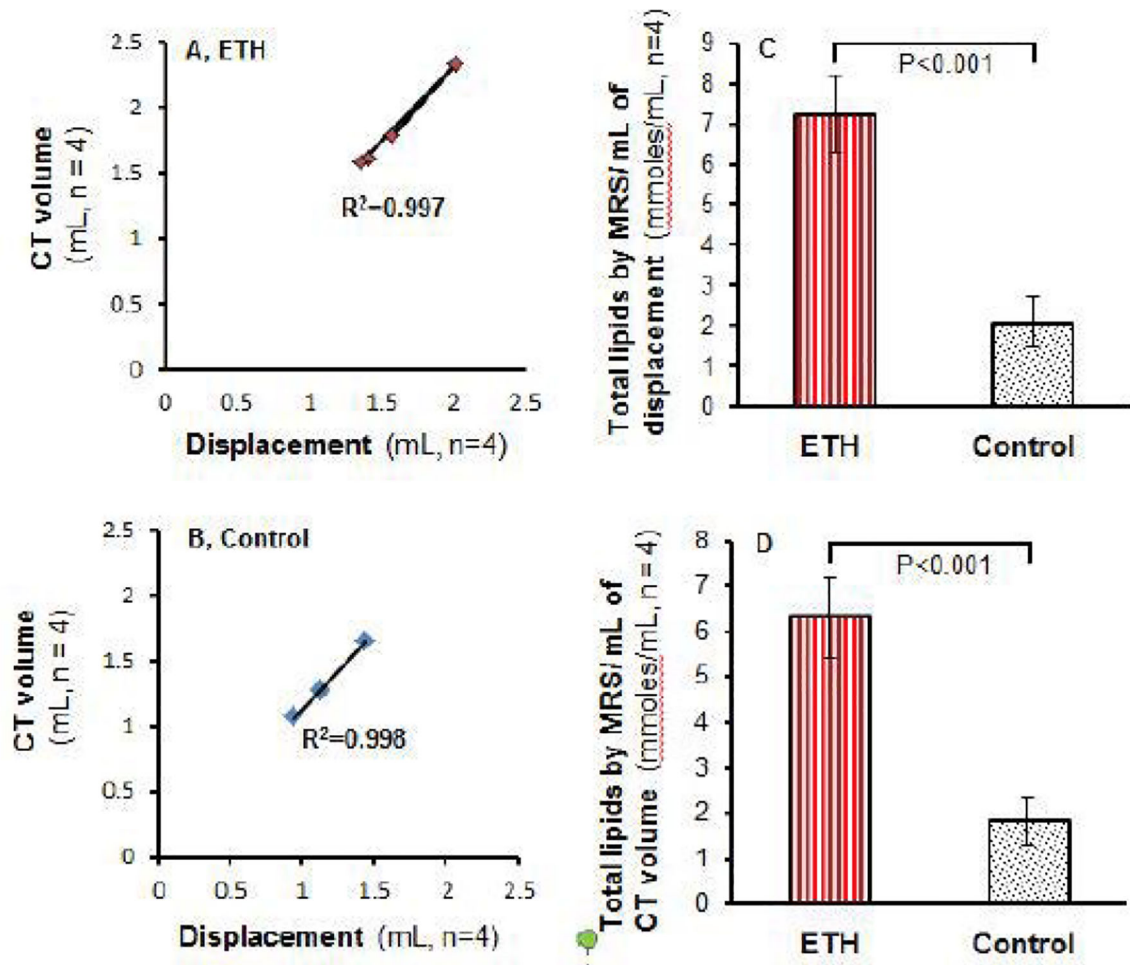 A, ETH
2.5
2
1.5
1
0.5
0
CT volume
(mL, n = 4)
R²=0.997
0 0.5 1 1.5 2 2.5
Displacement (mL, n=4)
C
9
8
7
6
5
4
3
2
1
0
P<0.001
Total lipids by MRS/mL of
displacement (mmoles/mL, n=4)
ETH Control
B, Control
2.5
2
1.5
1
0.5
0
CT volume
(mL, n = 4)
R²=0.998
0 0.5 1 1.5 2 2.5
Displacement (mL, n=4)
D
8
7
6
5
4
3
2
1
0
P<0.001
Total lipids by MRS/mL of
CT volume (mmoles/mL, n = 4)
ETH Control